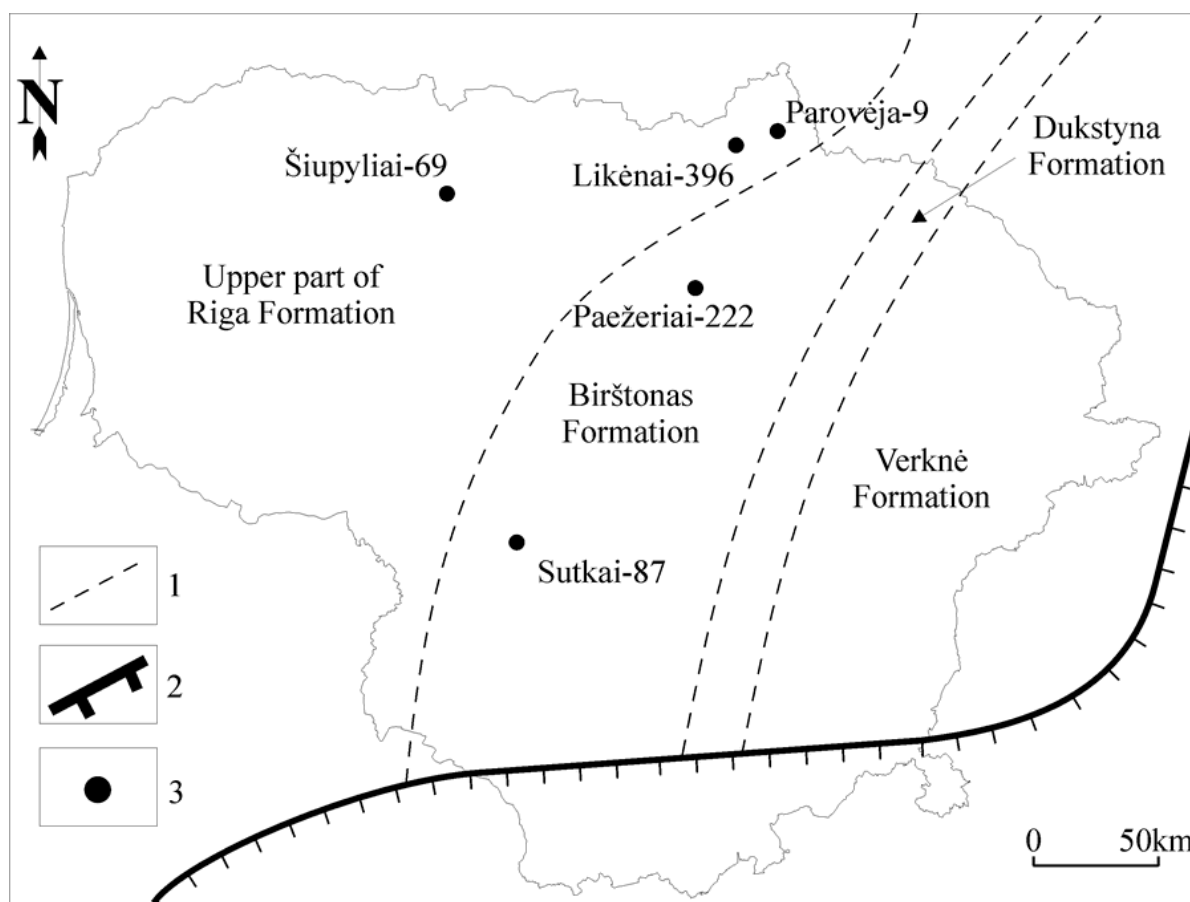 N
Parovėja-9
Dukstyna
Formation
Šiupyliai-69
Likėnai-396
Upper part of
Riga Formation
Paežeriai-222
Birštonas
Formation
Verknė
Formation
Sutkai-87
1
2
3
0 50km